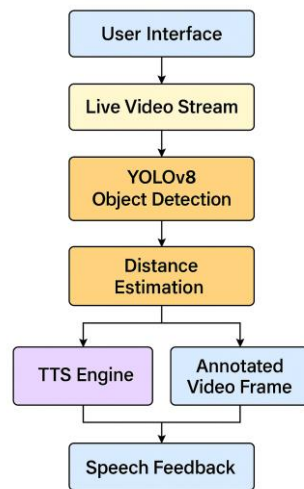 User Interface
Live Video Stream
YOLOv8
Object Detection
Distance
Estimation
TTS Engine
Annotated
Video Frame
Speech Feedback